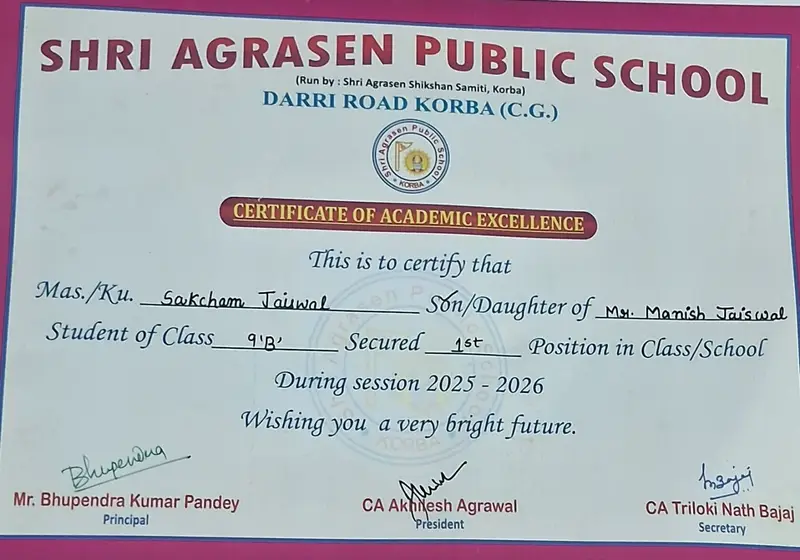 SHRI AGRASEN PUBLIC SCHOOL
(Run by : Shri Agrasen Shikshan Samiti, Korba)
DARRI ROAD KORBA (C.G.)
Shri Agrasen Public School
KORBA
CERTIFICATE OF ACADEMIC EXCELLENCE
This is to certify that
Mas./Ku. Sakcham Jaiswal Son/Daughter of Mr. Manish Jaiswal
Student of Class 9'B' Secured 1st Position in Class/School
During session 2025 - 2026
Wishing you a very bright future.
Bhupendra
Mr. Bhupendra Kumar Pandey CA Akhilesh Agrawal CA Triloki Nath Bajaj
Principal President Secretary